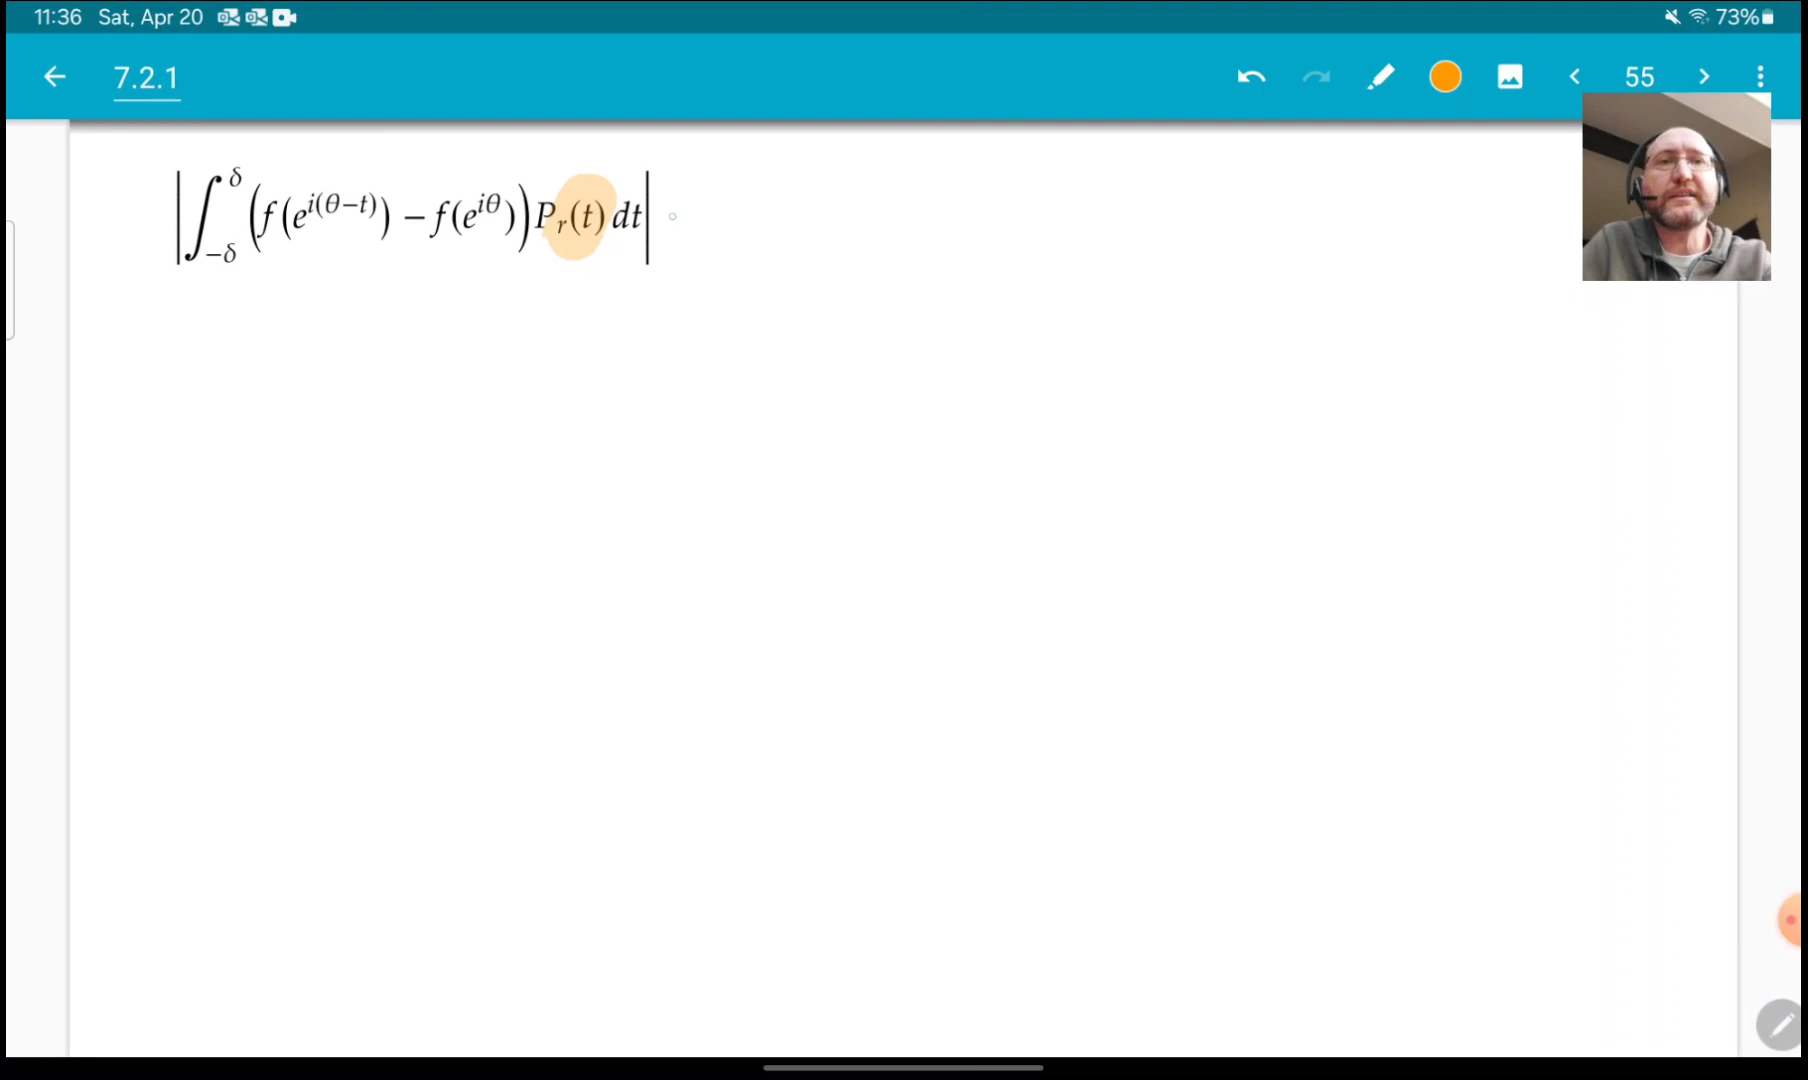 11:36 Sat, Apr 20 73%
7.2.1 55
|∫_{−δ}^{δ} (f(e^{i(θ−t)}) − f(e^{iθ})) P_r(t) dt|